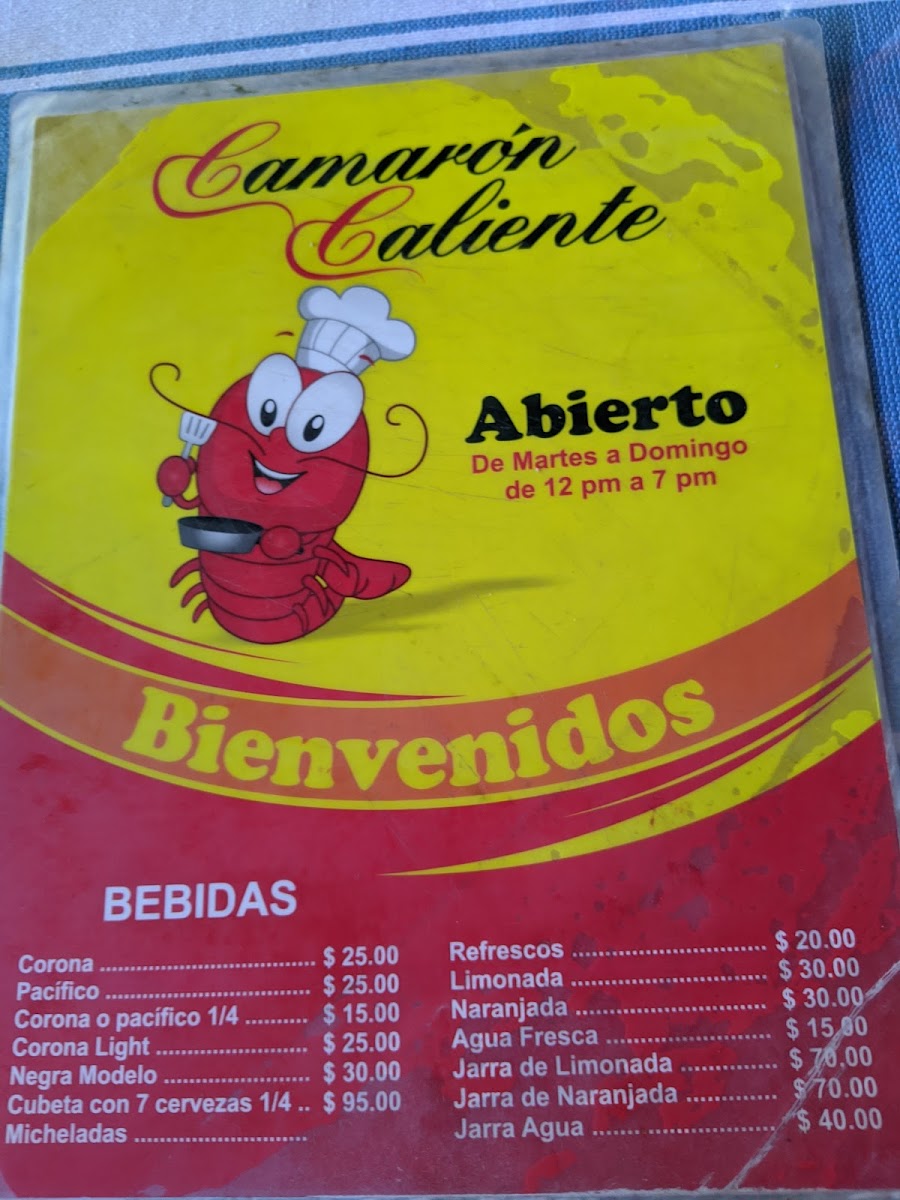 Camarón
Caliente
Abierto
De Martes a Domingo
de 12 pm a 7 pm
Bienvenidos
BEBIDAS
Corona ................................. $ 25.00
Pacífico ................................ $ 25.00
Corona o pacífico 1/4 .......... $ 15.00
Corona Light ........................ $ 25.00
Negra Modelo ....................... $ 30.00
Cubeta con 7 cervezas 1/4 .. $ 95.00
Micheladas ...........................
Refrescos .............................. $ 20.00
Limonada .............................. $ 30.00
Naranjada ............................. $ 30.00
Agua Fresca ......................... $ 15.00
Jarra de Limonada ............... $ 70.00
Jarra de Naranjada .............. $ 70.00
Jarra Agua ............................ $ 40.00